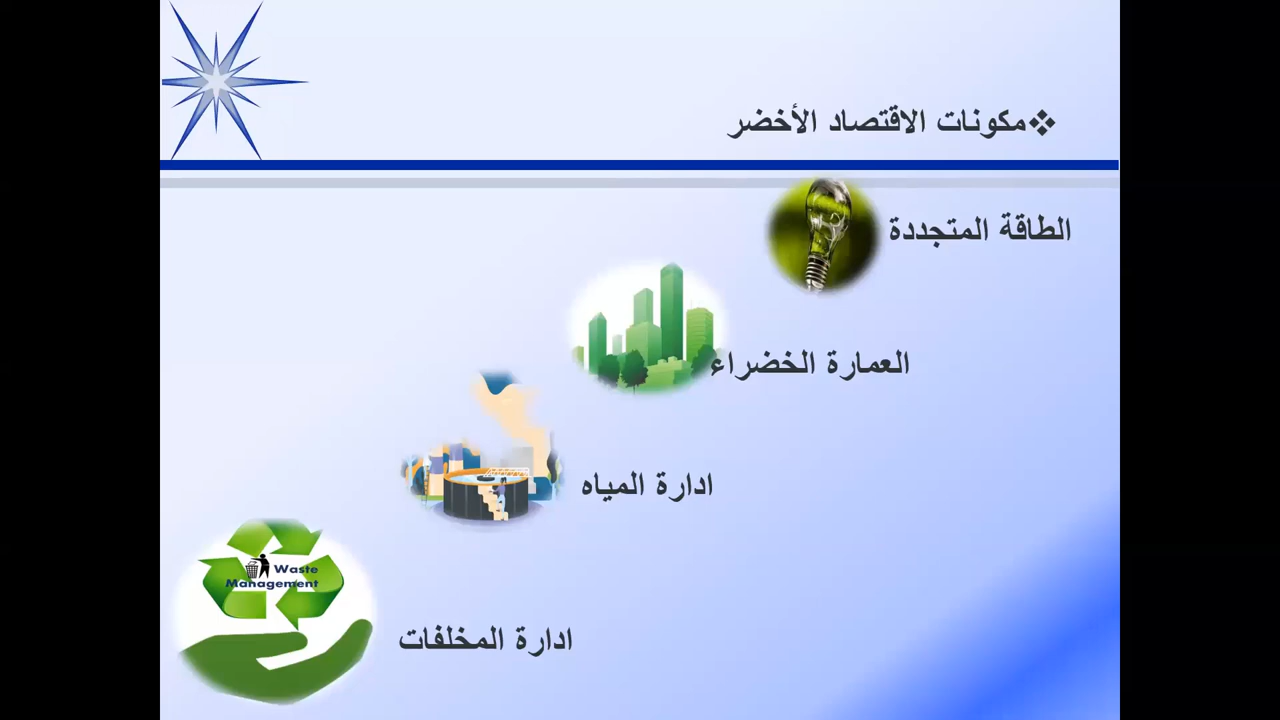 ❖مكونات الاقتصاد الأخضر
الطاقة المتجددة
العمارة الخضراء
ادارة المياه
Waste
Management
ادارة المخلفات